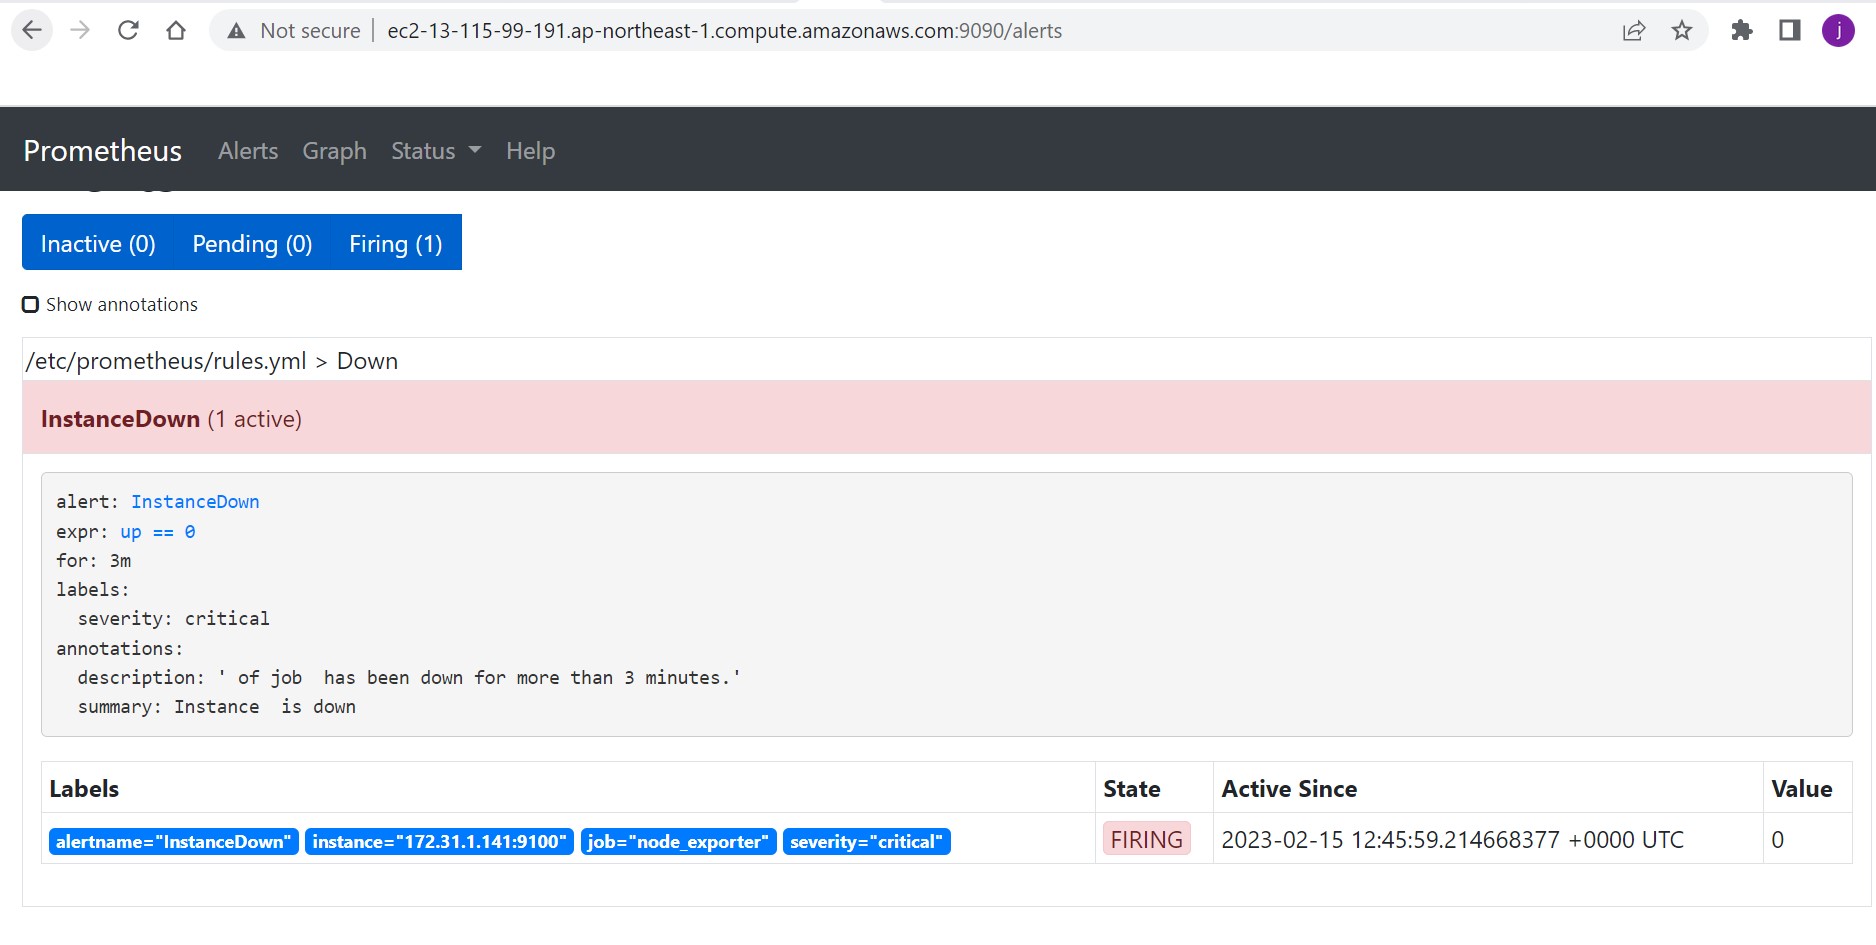 Not secure | ec2-13-115-99-191.ap-northeast-1.compute.amazonaws.com:9090/alerts
j
Prometheus Alerts Graph Status Help
Inactive (0) Pending (0) Firing (1)
Show annotations
/etc/prometheus/rules.yml > Down
InstanceDown (1 active)
alert: InstanceDown
expr: up == 0
for: 3m
labels:
  severity: critical
annotations:
  description: ' of job  has been down for more than 3 minutes.'
  summary: Instance  is down
Labels State Active Since Value
alertname="InstanceDown" instance="172.31.1.141:9100" job="node_exporter" severity="critical" FIRING 2023-02-15 12:45:59.214668377 +0000 UTC 0